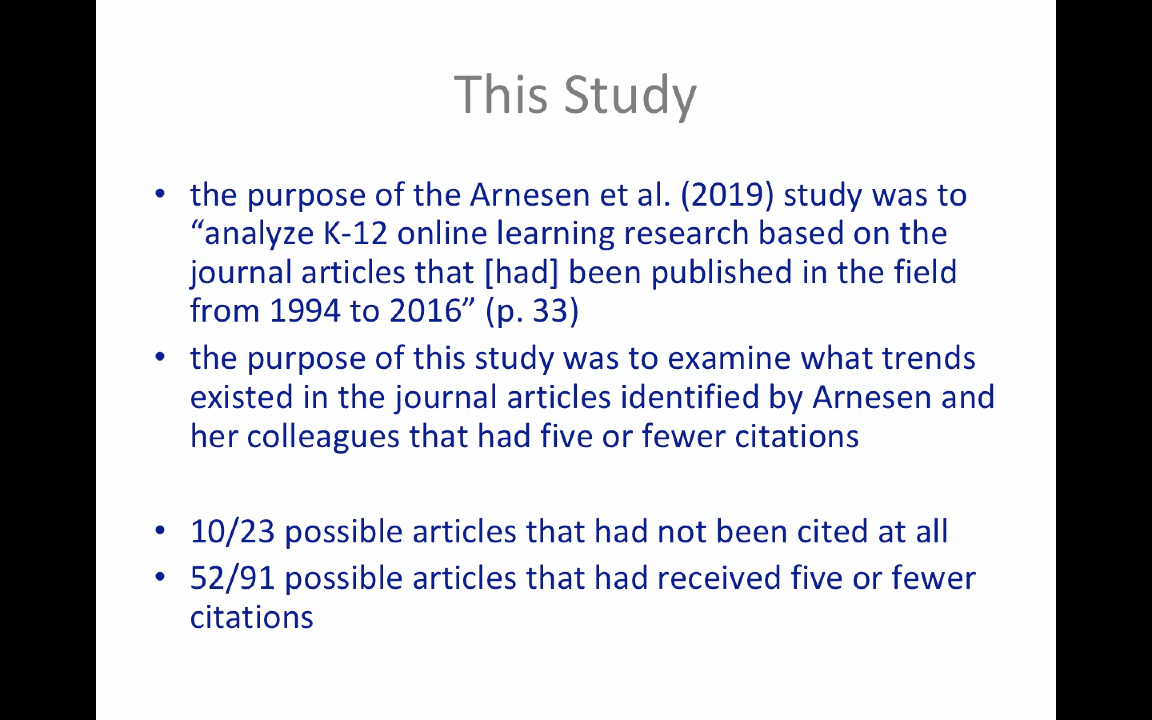 This Study
• the purpose of the Arnesen et al. (2019) study was to
“analyze K-12 online learning research based on the
journal articles that [had] been published in the field
from 1994 to 2016” (p. 33)
• the purpose of this study was to examine what trends
existed in the journal articles identified by Arnesen and
her colleagues that had five or fewer citations
• 10/23 possible articles that had not been cited at all
• 52/91 possible articles that had received five or fewer
citations